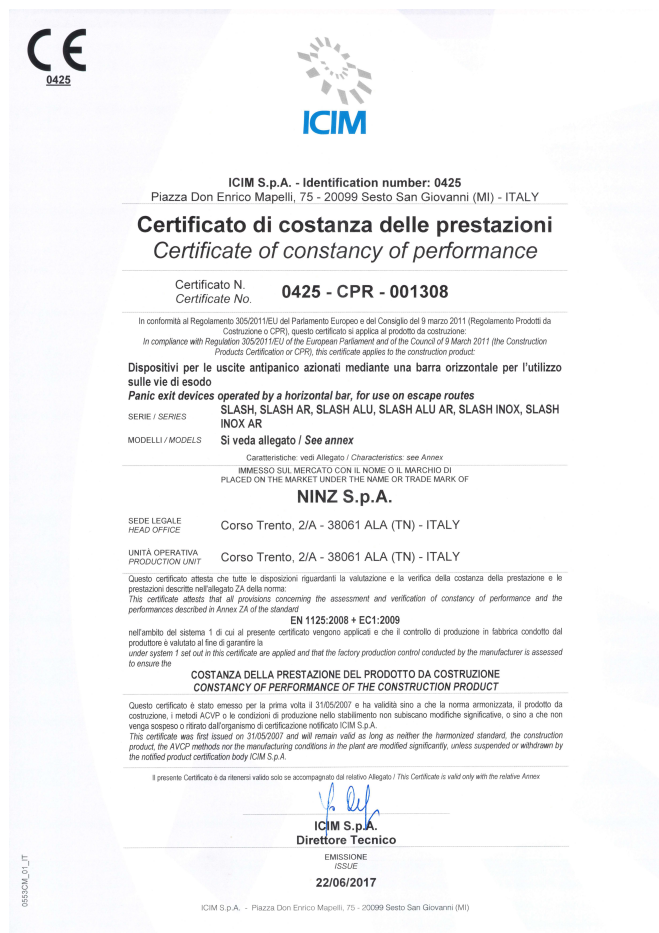 CE
0425
ICIM
ICIM S.p.A. - Identification number: 0425
Piazza Don Enrico Mapelli, 75 - 20099 Sesto San Giovanni (MI) - ITALY
Certificato di costanza delle prestazioni
Certificate of constancy of performance
Certificato N.
Certificate No.
0425 - CPR - 001308
In conformità al Regolamento 305/2011/EU del Parlamento Europeo e del Consiglio del 9 marzo 2011 (Regolamento Prodotti da
Costruzione o CPR), questo certificato si applica al prodotto da costruzione:
In compliance with Regulation 305/2011/EU of the European Parliament and of the Council of 9 March 2011 (the Construction
Products Certification or CPR), this certificate applies to the construction product:
Dispositivi per le uscite antipanico azionati mediante una barra orizzontale per l'utilizzo
sulle vie di esodo
Panic exit devices operated by a horizontal bar, for use on escape routes
SERIE / SERIES
SLASH, SLASH AR, SLASH ALU, SLASH ALU AR, SLASH INOX, SLASH
INOX AR
MODELLI / MODELS
Si veda allegato / See annex
Caratteristiche: vedi Allegato / Characteristics: see Annex
IMMESSO SUL MERCATO CON IL NOME O IL MARCHIO DI
PLACED ON THE MARKET UNDER THE NAME OR TRADE MARK OF
NINZ S.p.A.
SEDE LEGALE
HEAD OFFICE
Corso Trento, 2/A - 38061 ALA (TN) - ITALY
UNITÀ OPERATIVA
PRODUCTION UNIT
Corso Trento, 2/A - 38061 ALA (TN) - ITALY
Questo certificato attesta che tutte le disposizioni riguardanti la valutazione e la verifica della costanza della prestazione e le
prestazioni descritte nell'allegato ZA della norma:
This certificate attests that all provisions concerning the assessment and verification of constancy of performance and the
performances described in Annex ZA of the standard
EN 1125:2008 + EC1:2009
nell'ambito del sistema 1 di cui al presente certificato vengono applicati e che il controllo di produzione in fabbrica condotto dal
produttore è valutato al fine di garantire la
under system 1 set out in this certificate are applied and that the factory production control conducted by the manufacturer is assessed
to ensure the
COSTANZA DELLA PRESTAZIONE DEL PRODOTTO DA COSTRUZIONE
CONSTANCY OF PERFORMANCE OF THE CONSTRUCTION PRODUCT
Questo certificato è stato emesso per la prima volta il 31/05/2007 e ha validità sino a che la norma armonizzata, il prodotto da
costruzione, i metodi ACVP o le condizioni di produzione nello stabilimento non subiscano modifiche significative, o sino a che non
venga sospeso o ritirato dall'organismo di certificazione notificato ICIM S.p.A.
This certificate was first issued on 31/05/2007 and will remain valid as long as neither the harmonized standard, the construction
product, the AVCP methods nor the manufacturing conditions in the plant are modified significantly, unless suspended or withdrawn by
the notified product certification body ICIM S.p.A.
Il presente Certificato è da ritenersi valido solo se accompagnato dal relativo Allegato / This Certificate is valid only with the relative Annex
ICIM S.p.A.
Direttore Tecnico
EMISSIONE
ISSUE
22/06/2017
0553CM_01_IT
ICIM S.p.A. – Piazza Don Enrico Mapelli, 75 - 20099 Sesto San Giovanni (MI)